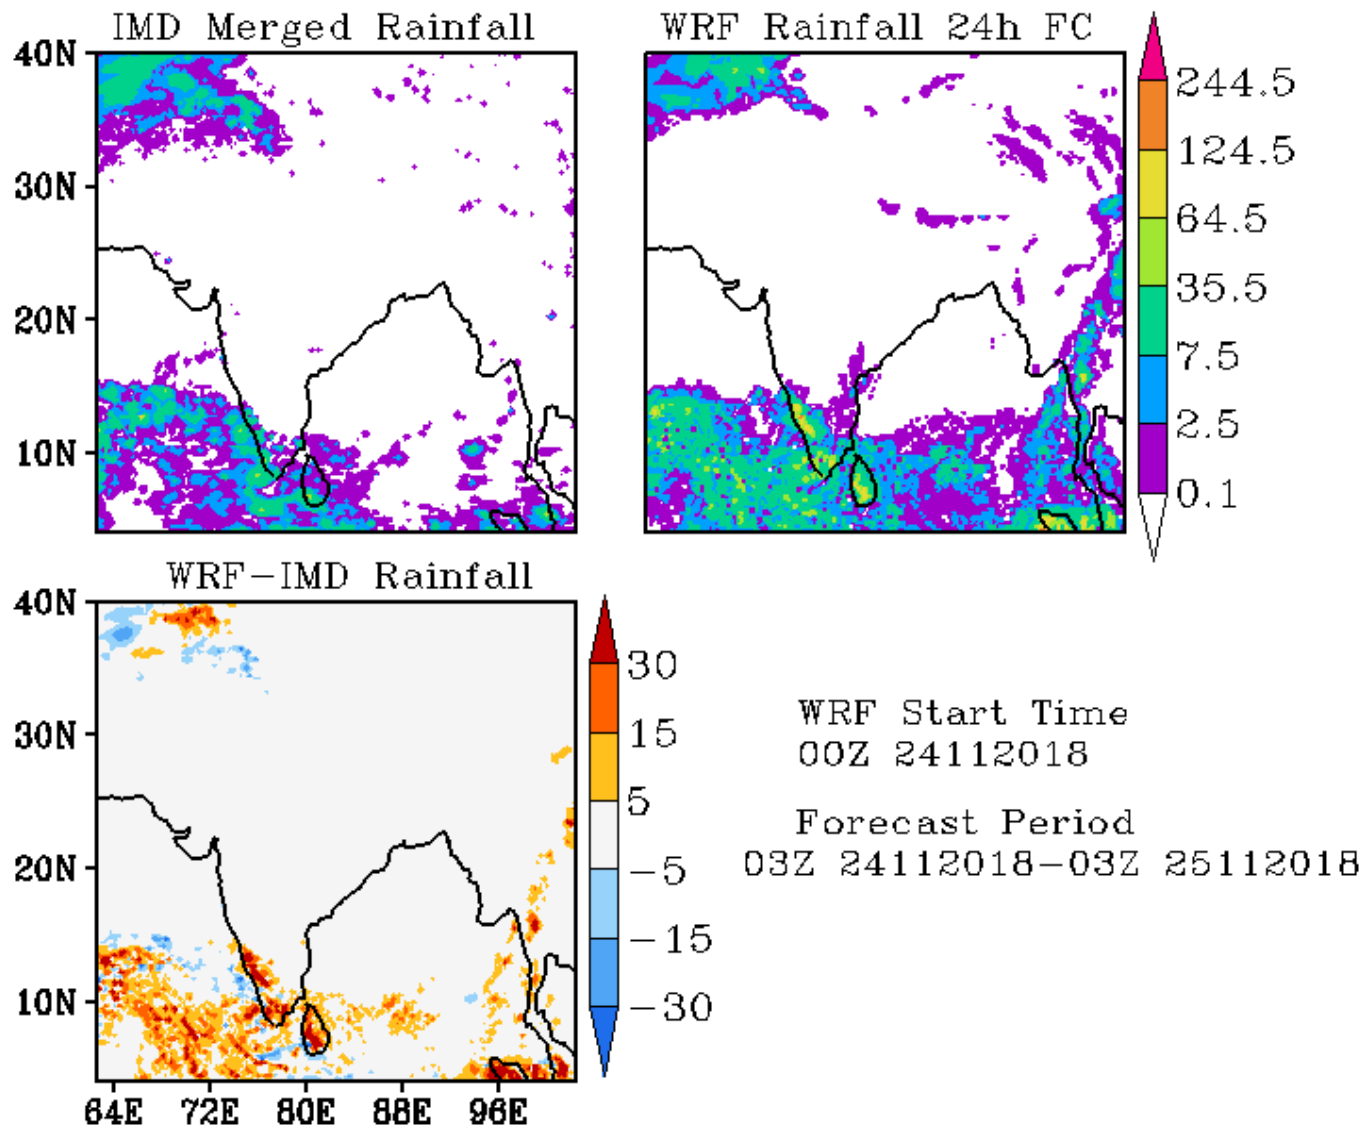 IMD Merged Rainfall
WRF Rainfall 24h FC
40N
30N
20N
10N
244.5
124.5
64.5
35.5
7.5
2.5
0.1
WRF-IMD Rainfall
40N
30N
20N
10N
64E 72E 80E 88E 96E
30
15
5
-5
-15
-30
WRF Start Time
00Z 24112018
Forecast Period
03Z 24112018-03Z 25112018